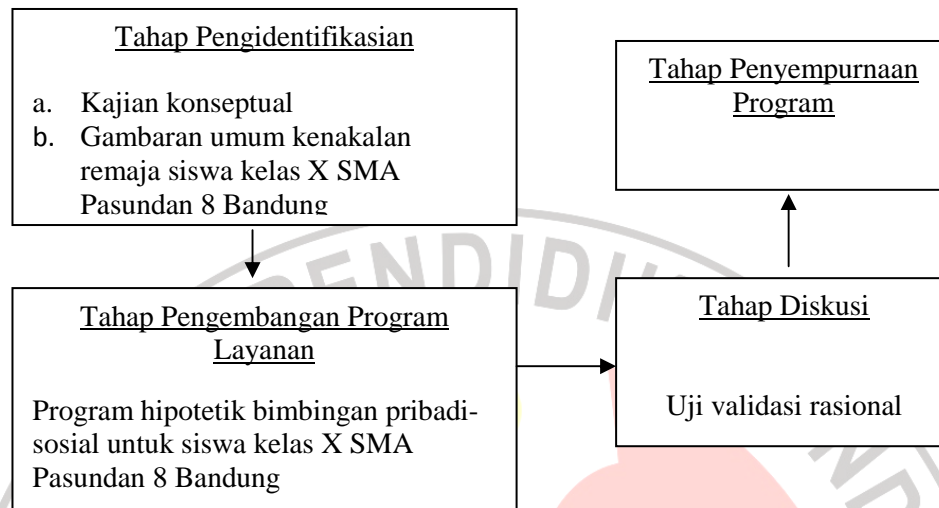 Tahap Pengidentifikasian
a. Kajian konseptual
b. Gambaran umum kenakalan
remaja siswa kelas X SMA
Pasundan 8 Bandung
Tahap Pengembangan Program
Layanan
Program hipotetik bimbingan pribadi-
sosial untuk siswa kelas X SMA
Pasundan 8 Bandung
Tahap Diskusi
Uji validasi rasional
Tahap Penyempurnaan
Program